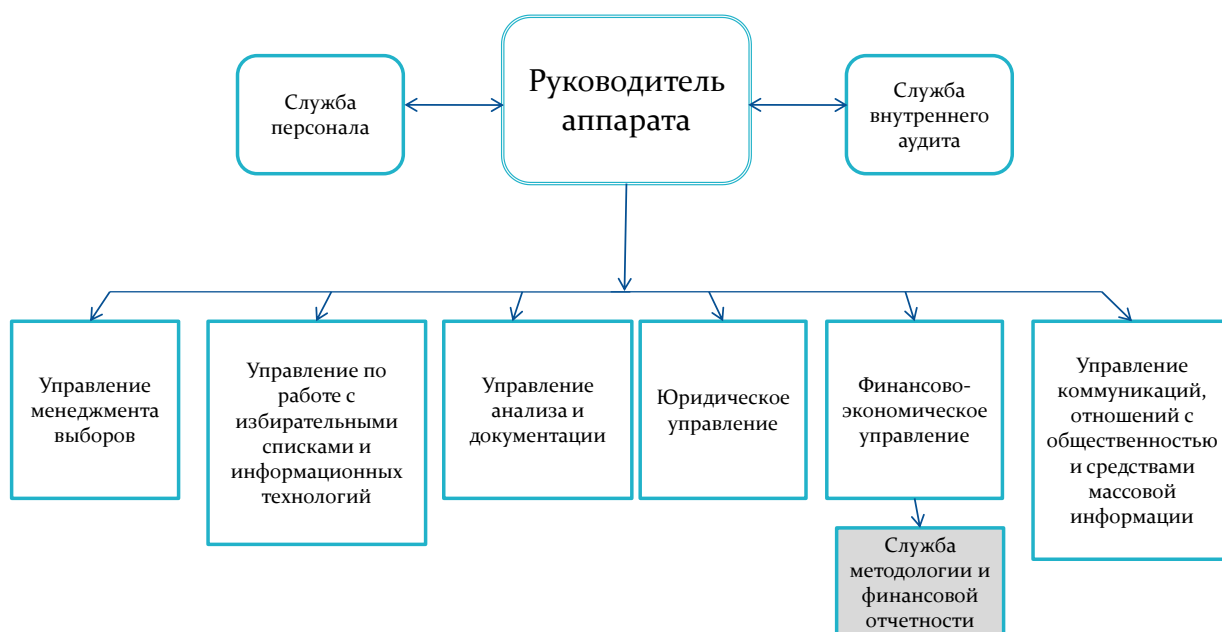 Служба
персонала
Руководитель
аппарата
Служба
внутреннего
аудита
Управление
менеджмента
выборов
Управление по
работе с
избирательными
списками и
информационных
технологий
Управление
анализа и
документации
Юридическое
управление
Финансово-
экономическое
управление
Управление
коммуникаций,
отношений с
общественностью
и средствами
массовой
информации
Служба
методологии и
финансовой
отчетности